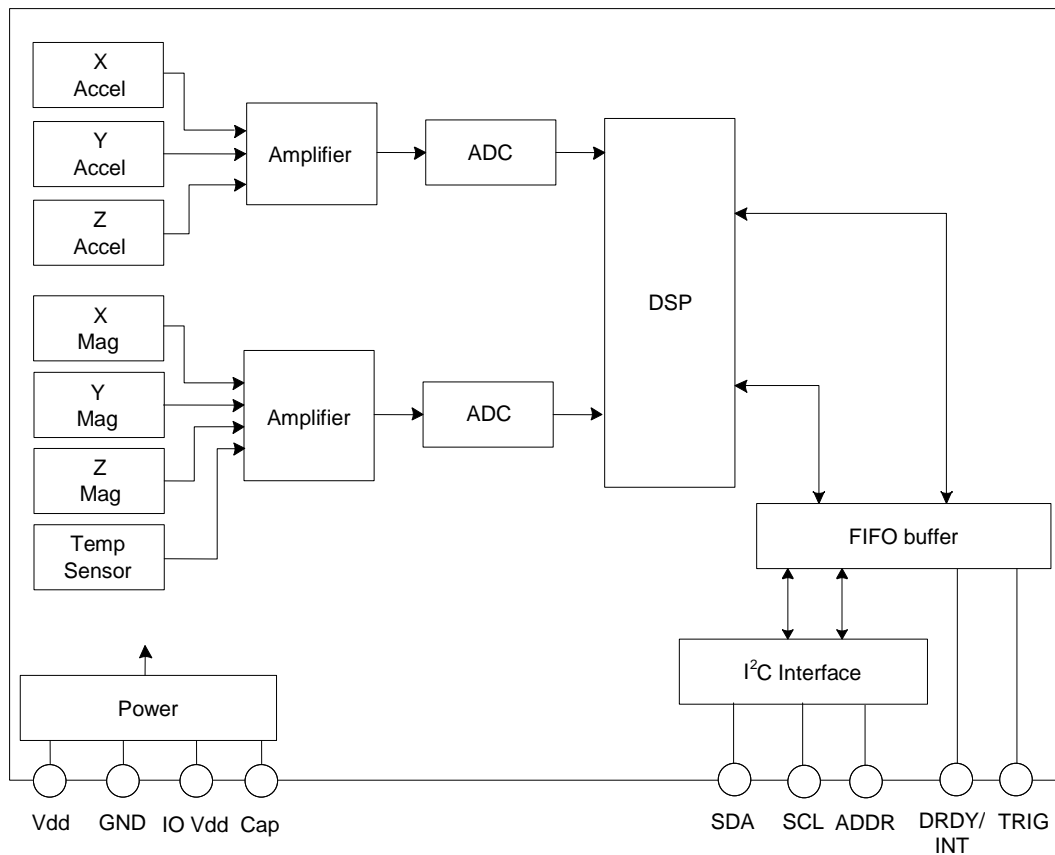 X
Accel
Y
Accel
Z
Accel
Amplifier
ADC
DSP
X
Mag
Y
Mag
Z
Mag
Temp
Sensor
Amplifier
ADC
FIFO buffer
I²C Interface
Power
Vdd
GND
IO Vdd
Cap
SDA
SCL
ADDR
DRDY/
INT
TRIG